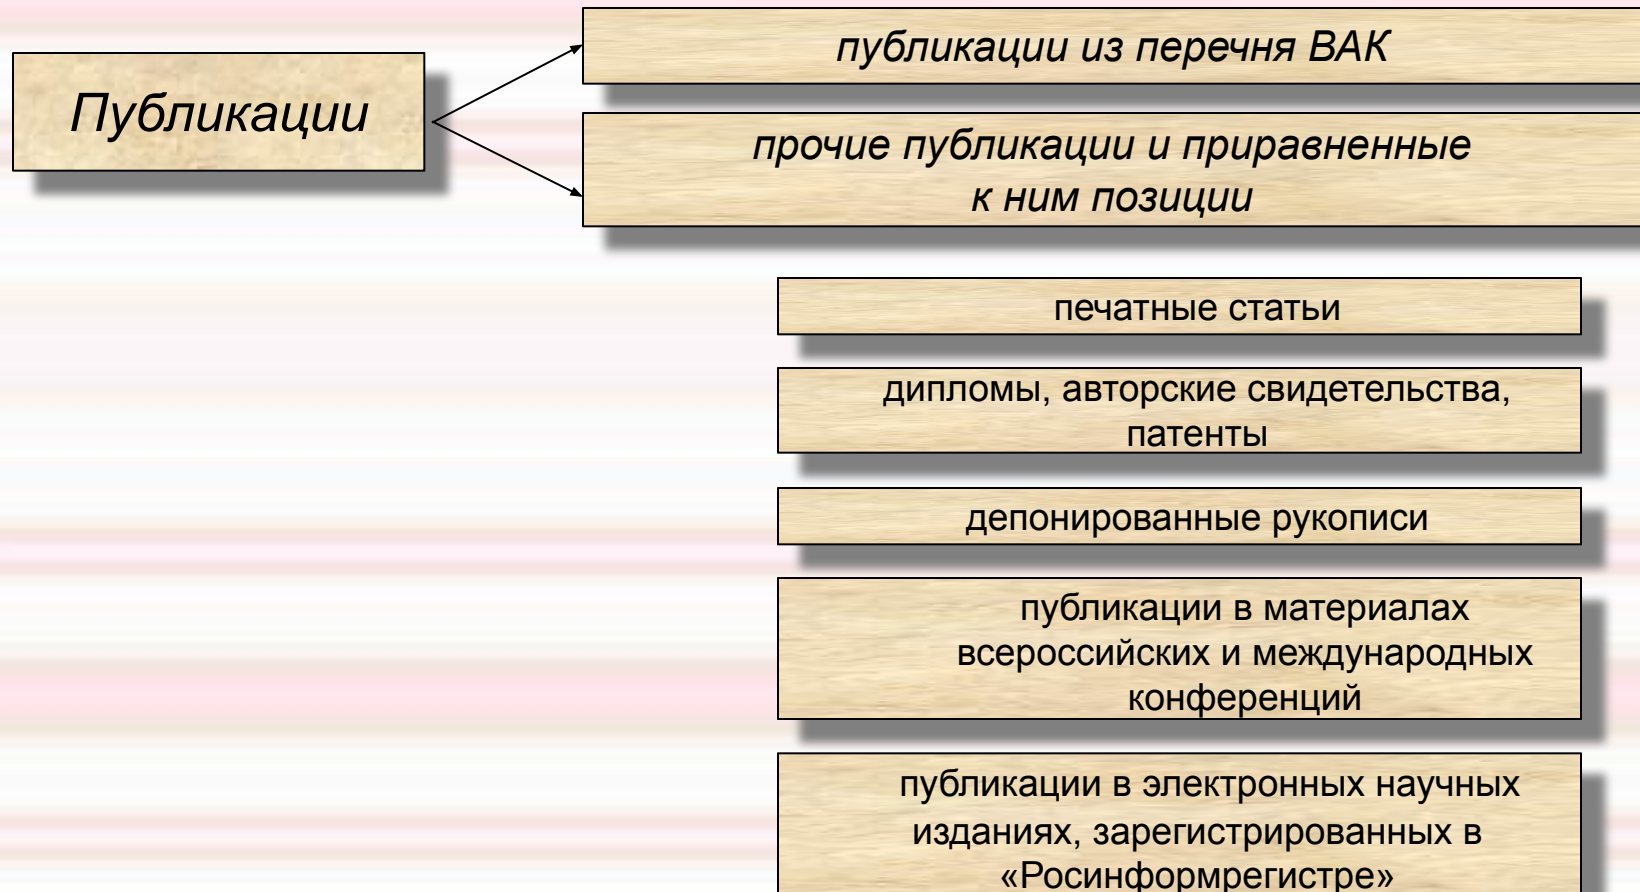 Публикации
публикации из перечня ВАК
прочие публикации и приравненные
к ним позиции
печатные статьи
дипломы, авторские свидетельства,
патенты
депонированные рукописи
публикации в материалах
всероссийских и международных
конференций
публикации в электронных научных
изданиях, зарегистрированных в
«Росинформрегистре»